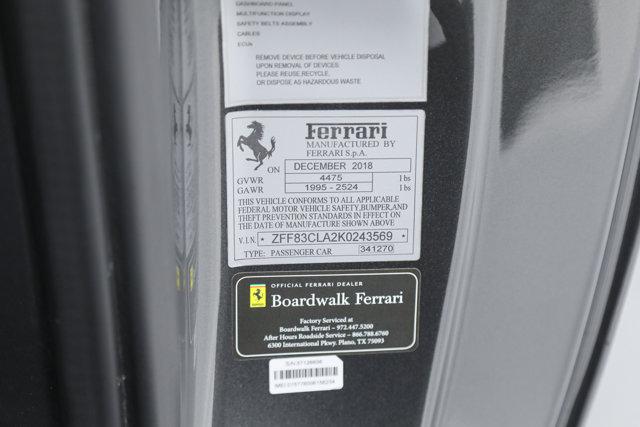 DASHBOARD PANEL
MULTIFUNCTION DISPLAY
SAFETY BELTS ASSEMBLY
CABLES
ECUs
REMOVE DEVICE BEFORE VEHICLE DISPOSAL
UPON REMOVAL OF DEVICES:
PLEASE REUSE, RECYCLE,
OR DISPOSE AS HAZARDOUS WASTE
Ferrari
MANUFACTURED BY
FERRARI S.p.A.
ON DECEMBER 2018
GVWR 4475 lbs
GAWR 1995 - 2524 lbs
THIS VEHICLE CONFORMS TO ALL APPLICABLE
FEDERAL MOTOR VEHICLE SAFETY,BUMPER,AND
THEFT PREVENTION STANDARDS IN EFFECT ON
THE DATE OF MANUFACTURE SHOWN ABOVE
V.I.N. * ZFF83CLA2K0243569 *
TYPE: PASSENGER CAR 341270
OFFICIAL FERRARI DEALER
Boardwalk Ferrari
Factory Serviced at
Boardwalk Ferrari – 972.447.5200
After Hours Roadside Service – 866.788.6760
6300 International Pkwy. Plano, TX 75093